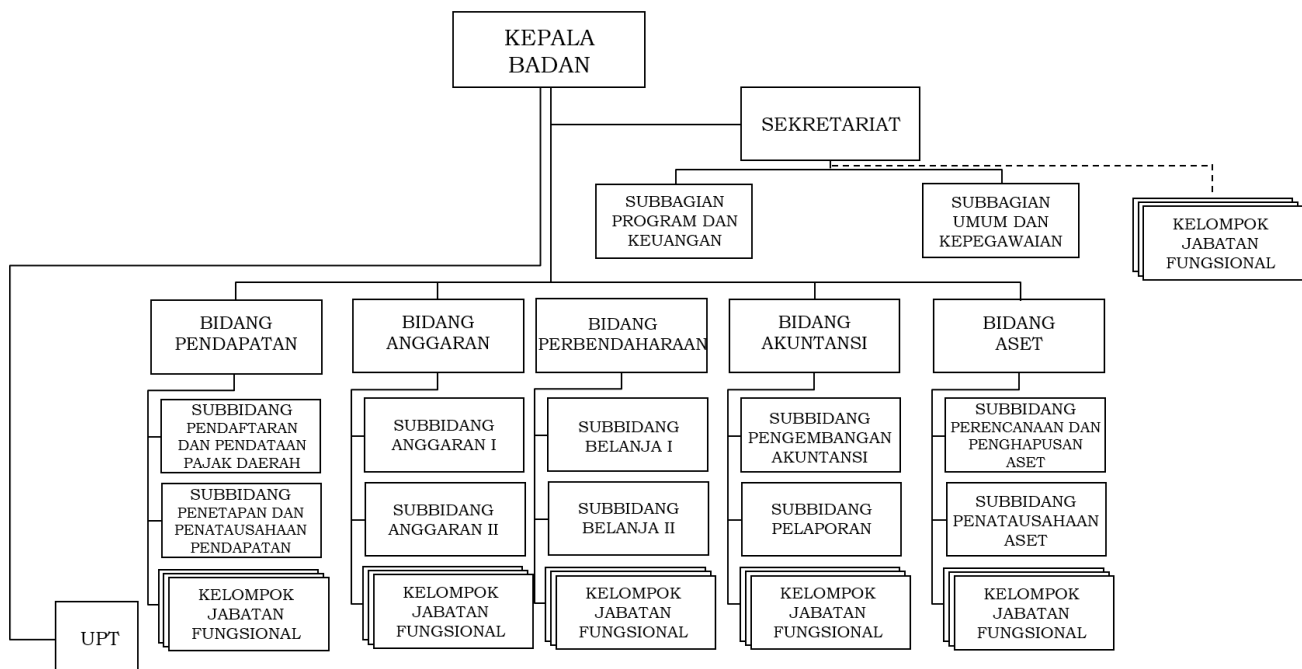 KEPALA
BADAN
SEKRETARIAT
SUBBAGIAN
PROGRAM DAN
KEUANGAN
SUBBAGIAN
UMUM DAN
KEPEGAWAIAN
KELOMPOK
JABATAN
FUNGSIONAL
BIDANG
PENDAPATAN
BIDANG
ANGGARAN
BIDANG
PERBENDAHARAAN
BIDANG
AKUNTANSI
BIDANG
ASET
SUBBIDANG
PENDAFTARAN
DAN PENDATAAN
PAJAK DAERAH
SUBBIDANG
ANGGARAN I
SUBBIDANG
BELANJA I
SUBBIDANG
PENGEMBANGAN
AKUNTANSI
SUBBIDANG
PERENCANAAN DAN
PENGHAPUSAN
ASET
SUBBIDANG
PENETAPAN DAN
PENATAUSAHAAN
PENDAPATAN
SUBBIDANG
ANGGARAN II
SUBBIDANG
BELANJA II
SUBBIDANG
PELAPORAN
SUBBIDANG
PENATAUSAHAAN
ASET
KELOMPOK
JABATAN
FUNGSIONAL
KELOMPOK
JABATAN
FUNGSIONAL
KELOMPOK
JABATAN
FUNGSIONAL
KELOMPOK
JABATAN
FUNGSIONAL
KELOMPOK
JABATAN
FUNGSIONAL
UPT